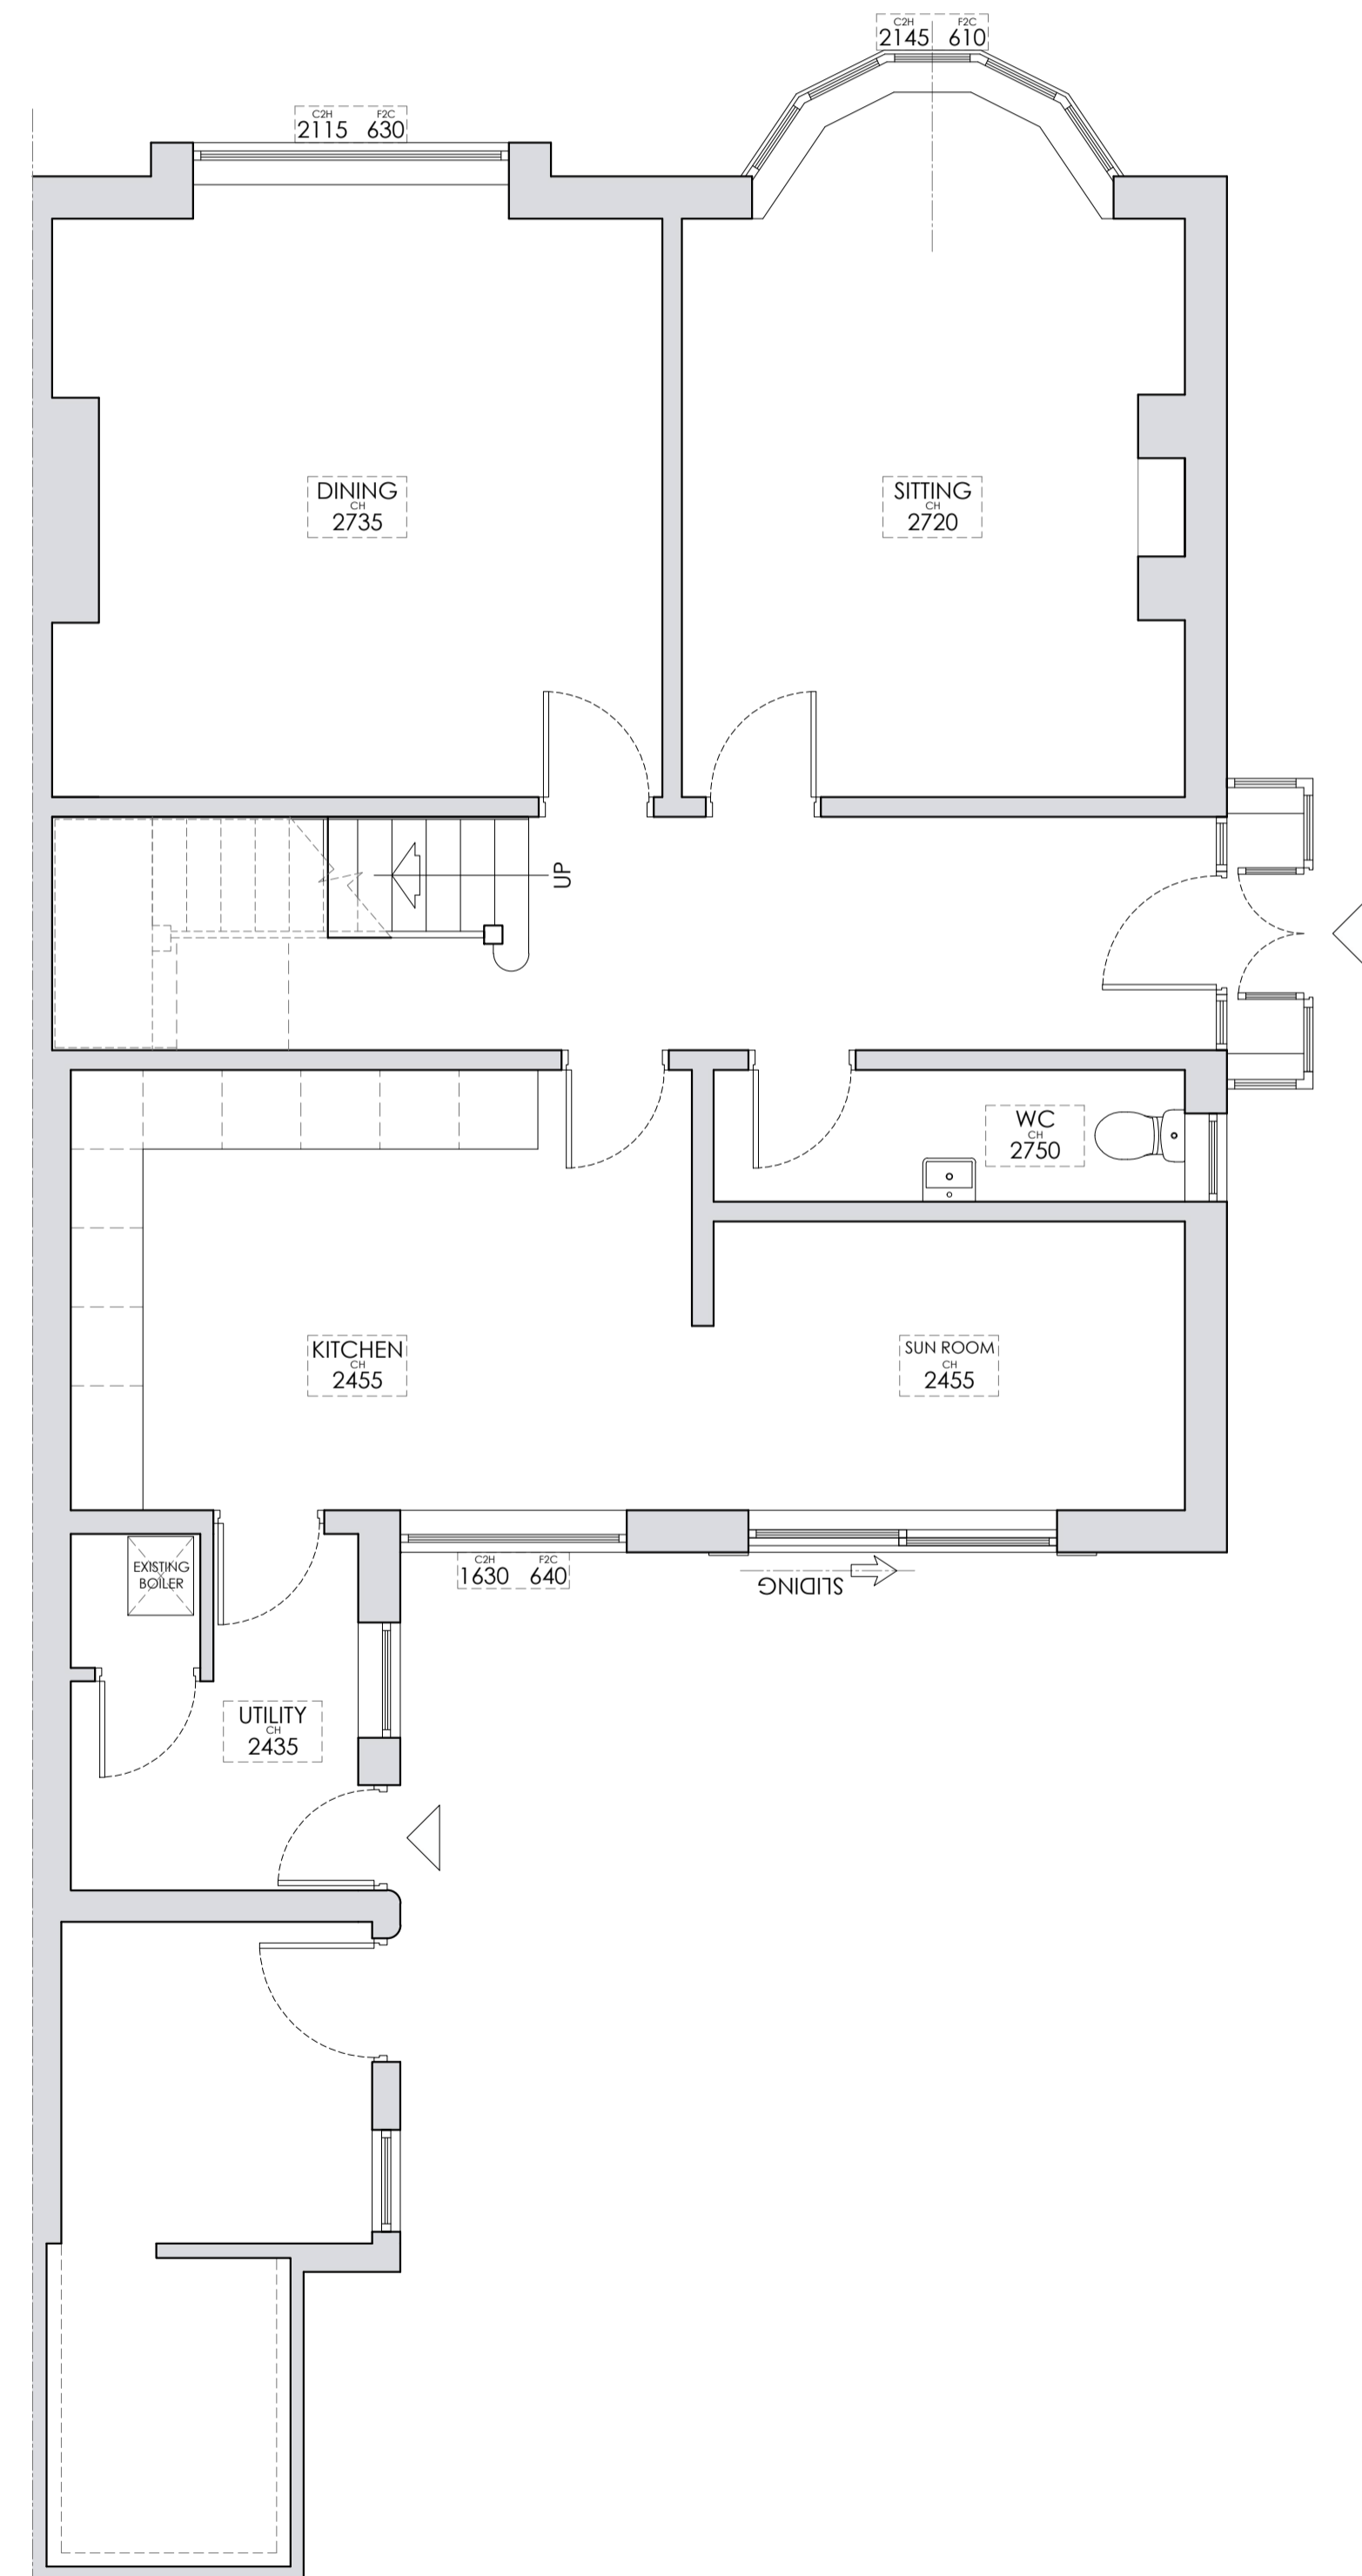 C2H F2C
2145 610
C2H F2C
2115 630
DINING
CH
2735
SITTING
CH
2720
UP
WC
CH
2750
KITCHEN
CH
2455
SUN ROOM
CH
2455
EXISTING
BOILER
C2H F2C
1630 640
SLIDING
UTILITY
CH
2435